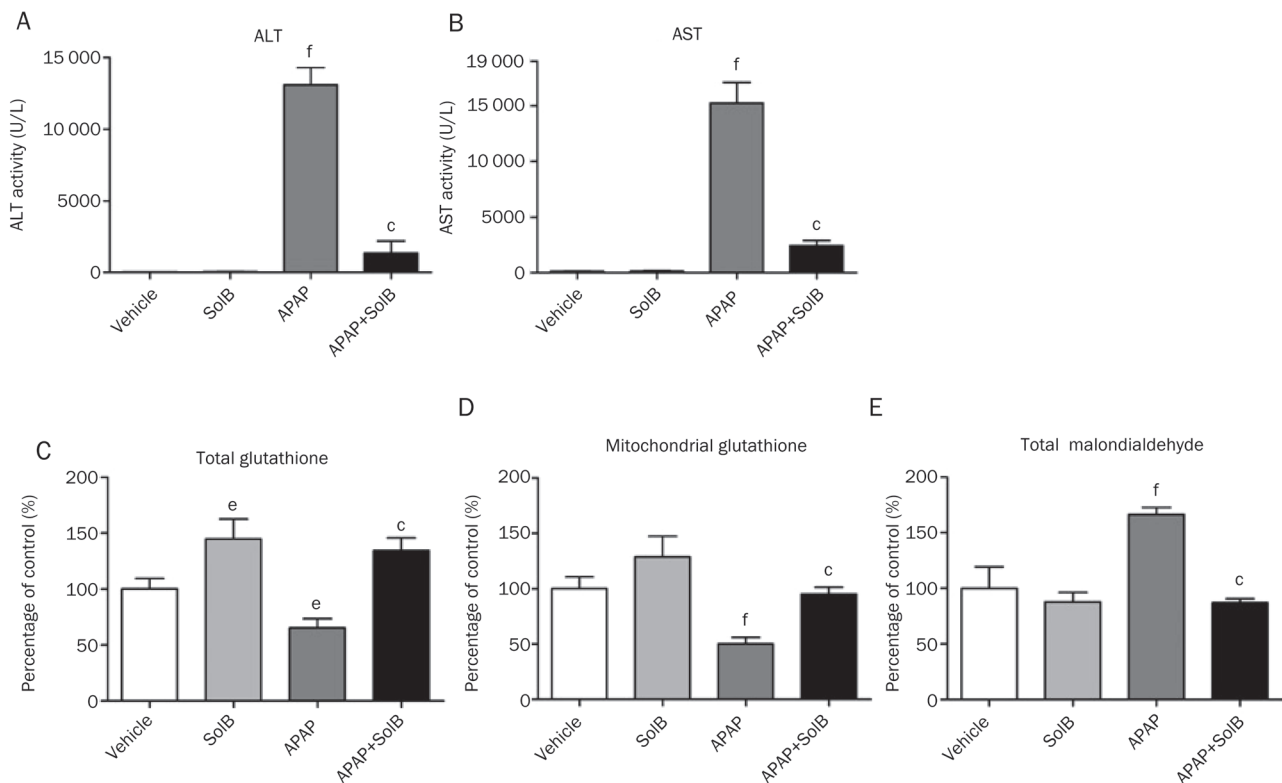 A
ALT
f
15 000
10 000
5000
0
c
ALT activity (U/L)
Vehicle
SolB
APAP
APAP+SolB
B
AST
f
19 000
15 000
10 000
5000
0
c
AST activity (U/L)
Vehicle
SolB
APAP
APAP+SolB
C
Total glutathione
200
150
100
50
0
e
e
c
Percentage of control (%)
Vehicle
SolB
APAP
APAP+SolB
D
Mitochondrial glutathione
200
150
100
50
0
f
c
Percentage of control (%)
Vehicle
SolB
APAP
APAP+SolB
E
Total malondialdehyde
200
150
100
50
0
f
c
Percentage of control (%)
Vehicle
SolB
APAP
APAP+SolB